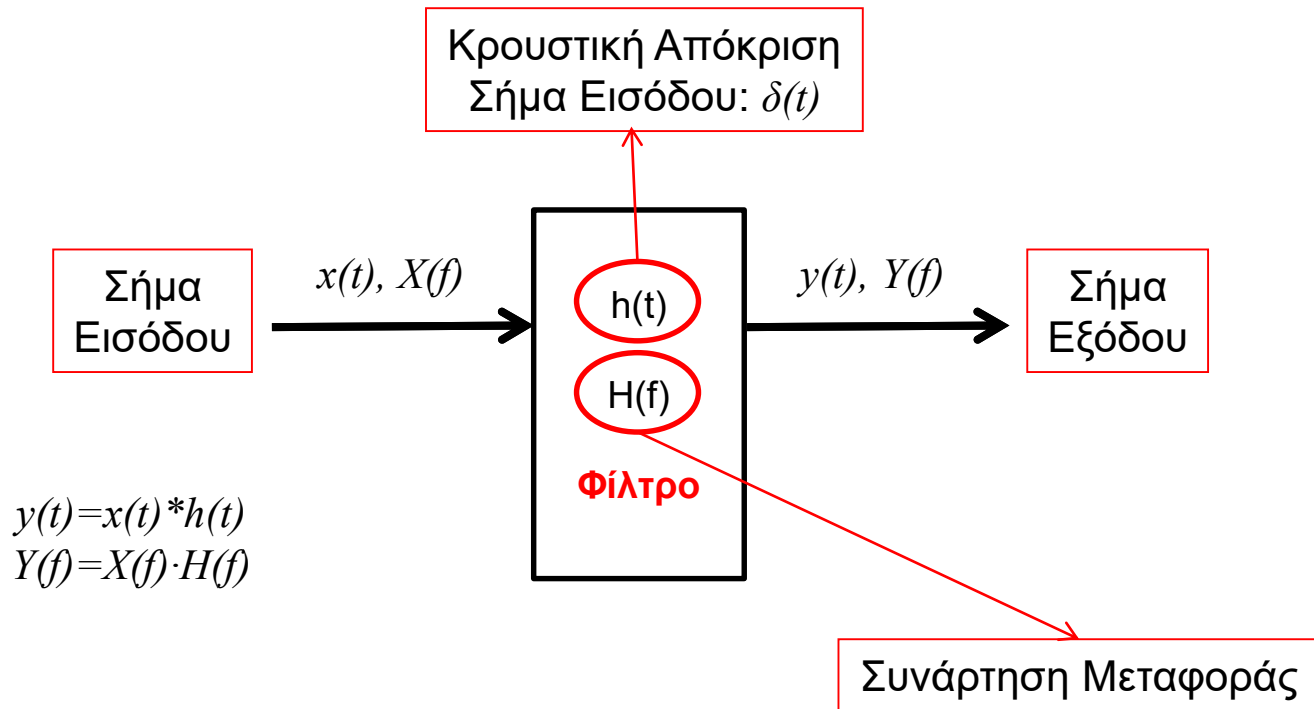 Κρουστική Απόκριση
Σήμα Εισόδου: δ(t)
Σήμα
Εισόδου
x(t), X(f)
h(t)
H(f)
Φίλτρο
y(t), Y(f)
Σήμα
Εξόδου
y(t)=x(t)*h(t)
Y(f)=X(f)·H(f)
Συνάρτηση Μεταφοράς